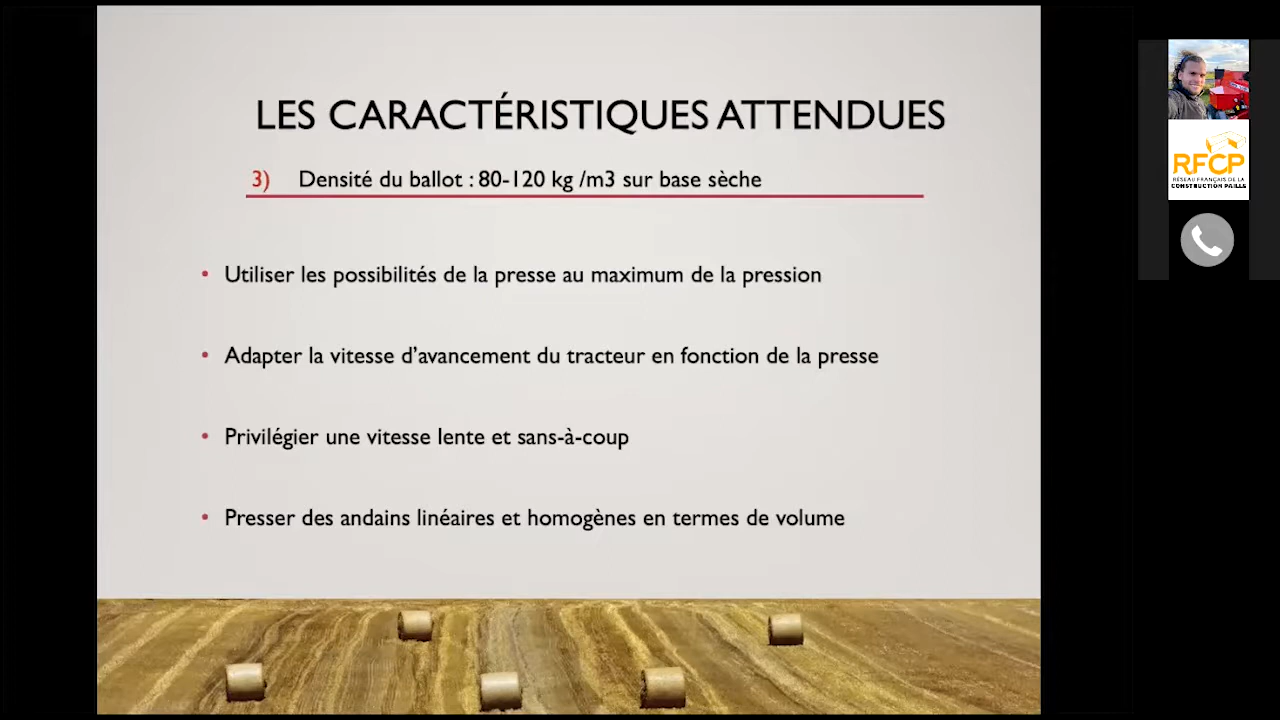 LES CARACTÉRISTIQUES ATTENDUES
3) Densité du ballot : 80-120 kg /m3 sur base sèche
• Utiliser les possibilités de la presse au maximum de la pression
• Adapter la vitesse d'avancement du tracteur en fonction de la presse
• Privilégier une vitesse lente et sans-à-coup
• Presser des andains linéaires et homogènes en termes de volume
RFCP
RÉSEAU FRANÇAIS DE LA
CONSTRUCTION PAILLE